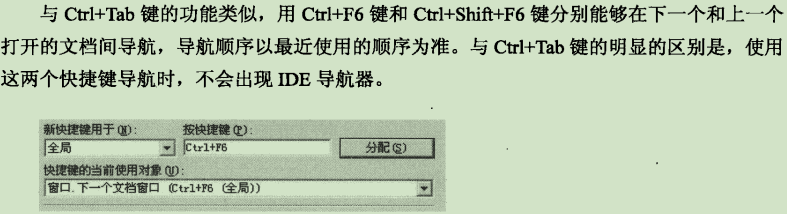 与 Ctrl+Tab 键的功能类似，用 Ctrl+F6 键和 Ctrl+Shift+F6 键分别能够在下一个和上一个
打开的文档间导航，导航顺序以最近使用的顺序为准。与 Ctrl+Tab 键的明显的区别是，使用
这两个快捷键导航时，不会出现 IDE 导航器。
新快捷键用于(N): 按快捷键(P):
全局 Ctrl+F6 分配(S)
快捷键的当前使用对象(U):
窗口.下一个文档窗口 (Ctrl+F6 (全局))